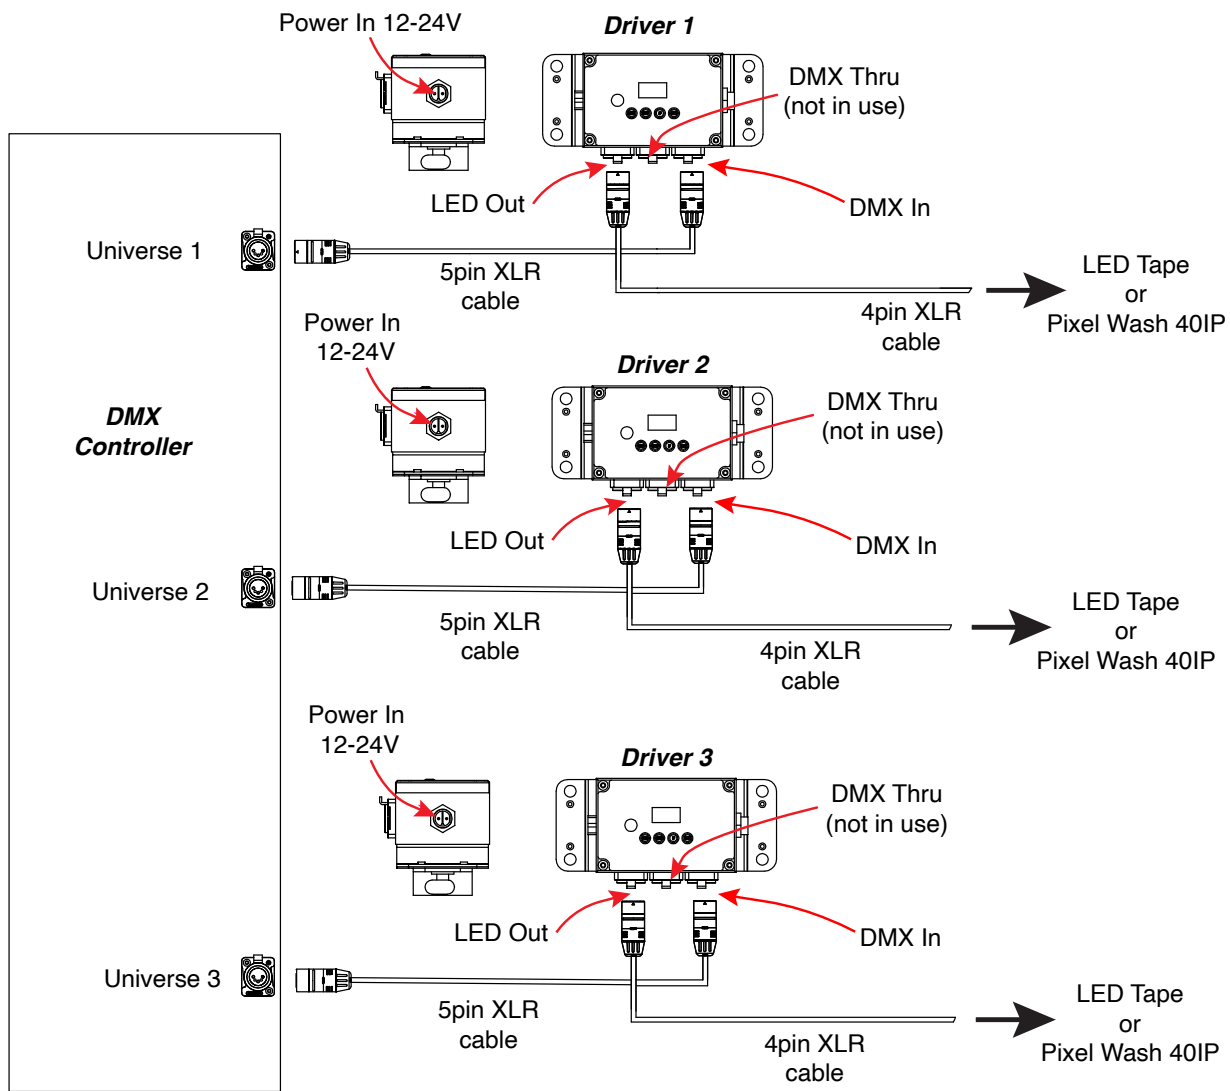 Power In 12-24V
Driver 1
DMX Thru
(not in use)
LED Out
DMX In
Universe 1
5pin XLR
cable
4pin XLR
cable
LED Tape
or
Pixel Wash 40IP
DMX
Controller
Power In
12-24V
Driver 2
DMX Thru
(not in use)
LED Out
DMX In
Universe 2
5pin XLR
cable
4pin XLR
cable
LED Tape
or
Pixel Wash 40IP
Power In
12-24V
Driver 3
DMX Thru
(not in use)
LED Out
DMX In
Universe 3
5pin XLR
cable
4pin XLR
cable
LED Tape
or
Pixel Wash 40IP